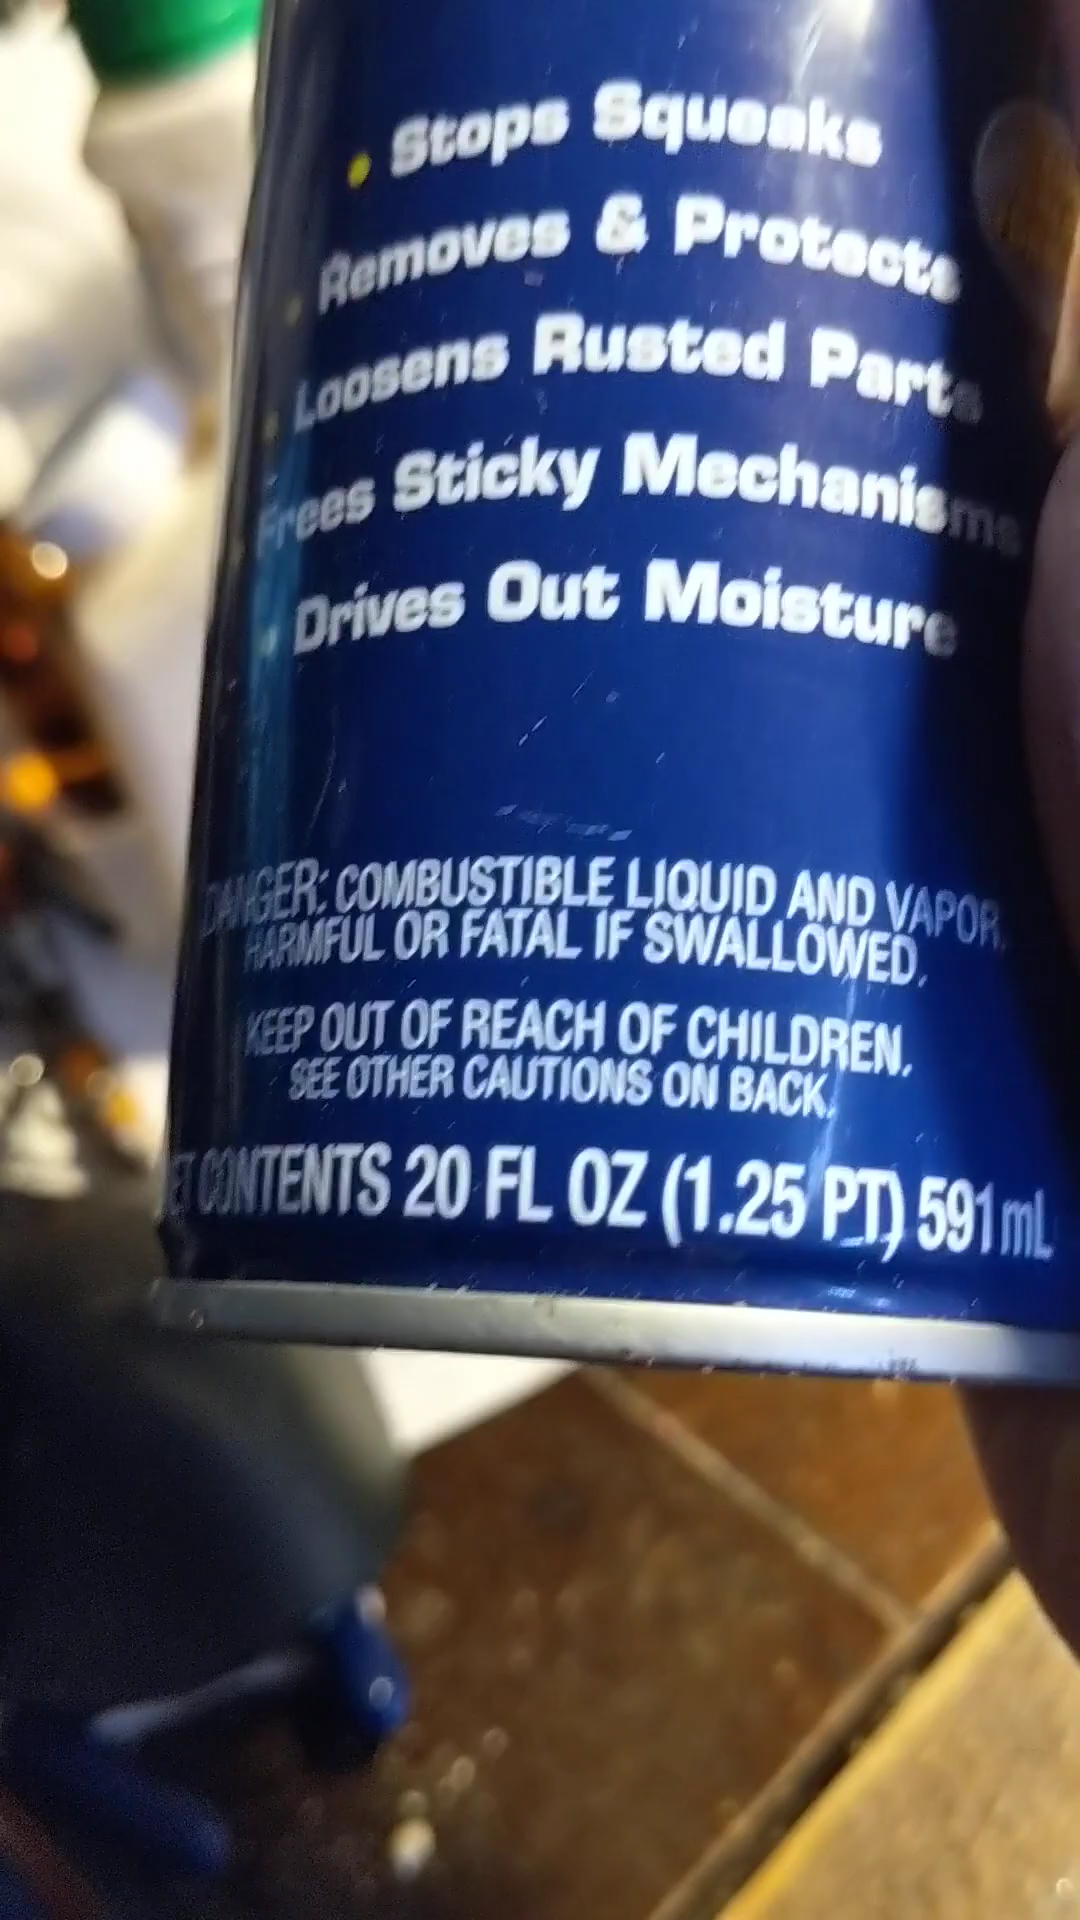 • Stops Squeaks
• Removes & Protects
• Loosens Rusted Parts
• Frees Sticky Mechanisms
• Drives Out Moisture
DANGER: COMBUSTIBLE LIQUID AND VAPOR.
HARMFUL OR FATAL IF SWALLOWED.
KEEP OUT OF REACH OF CHILDREN.
SEE OTHER CAUTIONS ON BACK.
ET CONTENTS 20 FL OZ (1.25 PT) 591mL